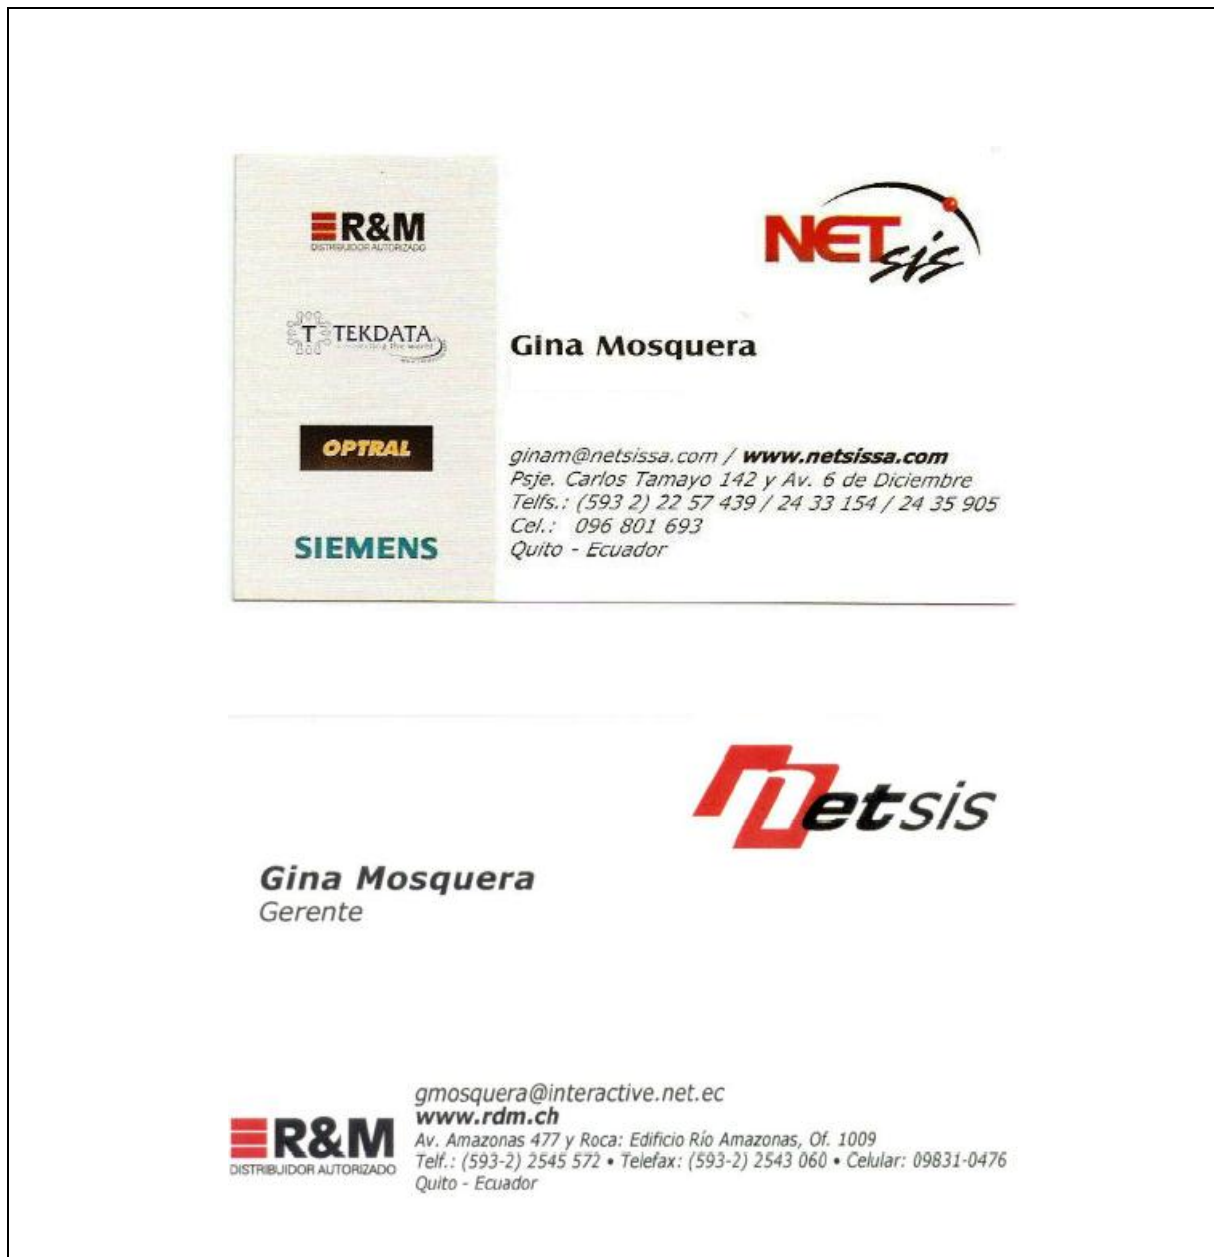 R&M
DISTRIBUIDOR AUTORIZADO
T TEKDATA
OPTRAL
SIEMENS
NETsis
Gina Mosquera
ginam@netsissa.com / www.netsissa.com
Psje. Carlos Tamayo 142 y Av. 6 de Diciembre
Telfs.: (593 2) 22 57 439 / 24 33 154 / 24 35 905
Cel.: 096 801 693
Quito - Ecuador
netsis
Gina Mosquera
Gerente
R&M
DISTRIBUIDOR AUTORIZADO
gmosquera@interactive.net.ec
www.rdm.ch
Av. Amazonas 477 y Roca: Edificio Río Amazonas, Of. 1009
Telf.: (593-2) 2545 572 • Telefax: (593-2) 2543 060 • Celular: 09831-0476
Quito - Ecuador